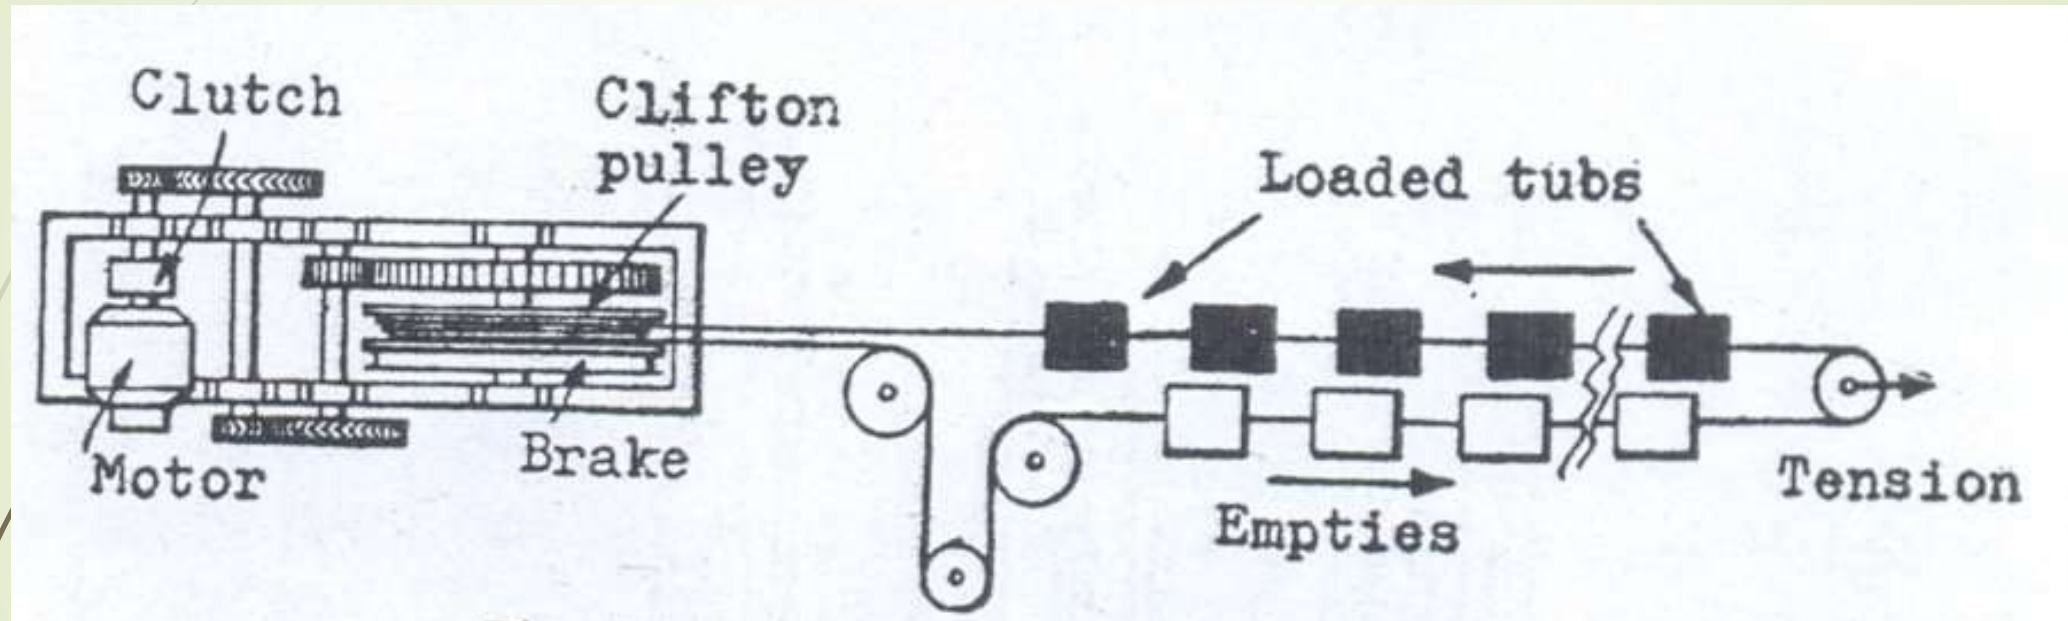 Clutch
Clifton
pulley
Loaded tubs
Motor
Brake
Empties
Tension